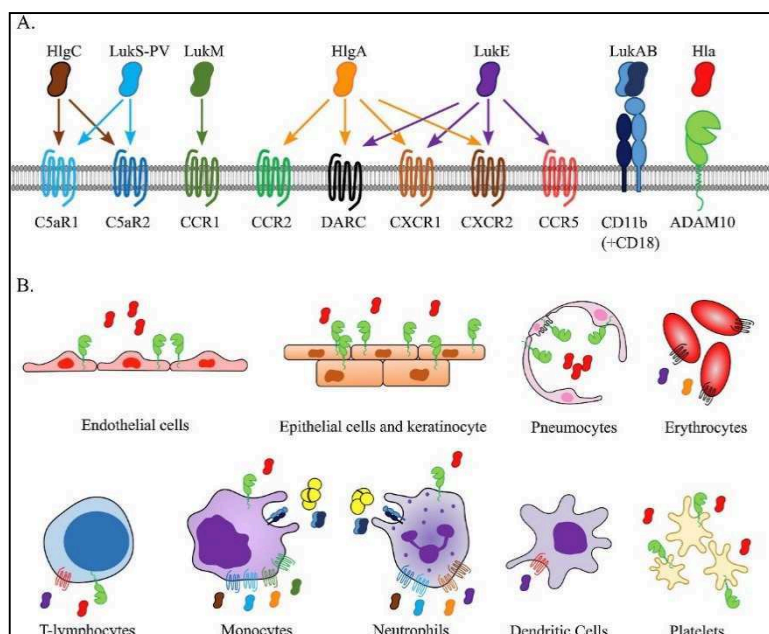 A.
HlgC LukS-PV LukM HlgA LukE LukAB Hla
C5aR1 C5aR2 CCR1 CCR2 DARC CXCR1 CXCR2 CCR5 CD11b ADAM10
(+CD18)
B.
Endothelial cells Epithelial cells and keratinocyte Pneumocytes Erythrocytes
T-lymphocytes Monocytes Neutrophils Dendritic Cells Platelets